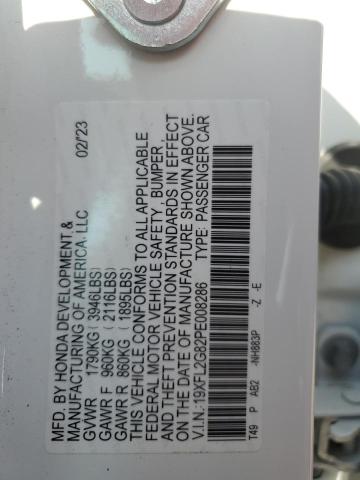 MFD. BY HONDA DEVELOPMENT &
MANUFACTURING OF AMERICA, LLC 02/'23
GVWR 1790KG ( 3946LBS)
GAWR F 960KG ( 2116LBS)
GAWR R 860KG ( 1895LBS)
THIS VEHICLE CONFORMS TO ALL APPLICABLE
FEDERAL MOTOR VEHICLE SAFETY, BUMPER,
AND THEFT PREVENTION STANDARDS IN EFFECT
ON THE DATE OF MANUFACTURE SHOWN ABOVE.
V.I.N.: 19XFL2G82PE008286 TYPE: PASSENGER CAR
T49 P AB2 -NH883P -Z -E